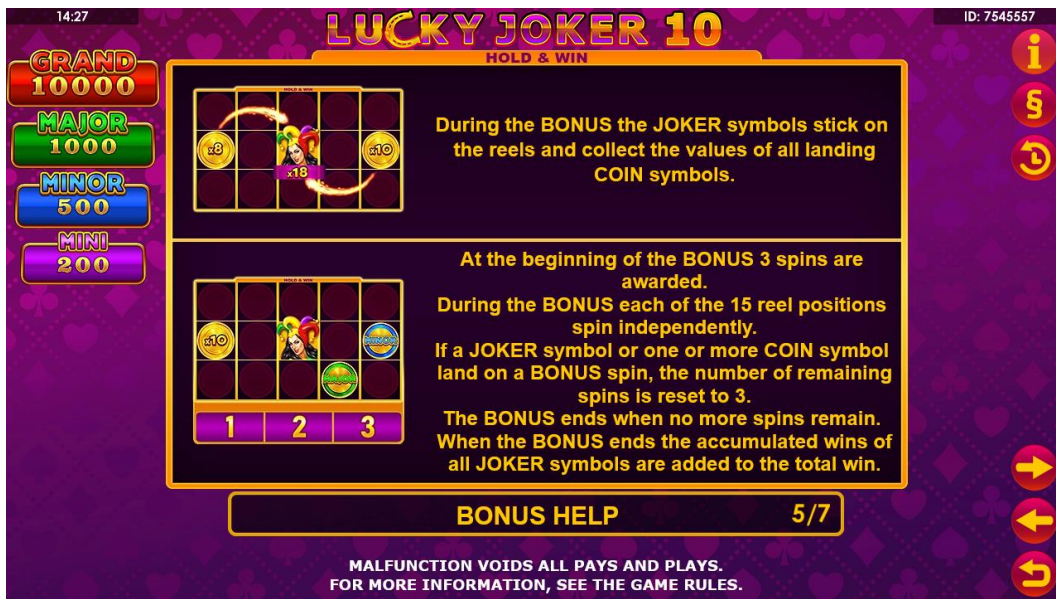 14:27
ID: 7545557
LUCKY JOKER 10
HOLD & WIN
GRAND
10000
MAJOR
1000
MINOR
500
MINI
200
i
§
HOLD & WIN
x8
x10
x18
During the BONUS the JOKER symbols stick on
the reels and collect the values of all landing
COIN symbols.
HOLD & WIN
x10
MINOR
MAJOR
1 2 3
At the beginning of the BONUS 3 spins are
awarded.
During the BONUS each of the 15 reel positions
spin independently.
If a JOKER symbol or one or more COIN symbol
land on a BONUS spin, the number of remaining
spins is reset to 3.
The BONUS ends when no more spins remain.
When the BONUS ends the accumulated wins of
all JOKER symbols are added to the total win.
BONUS HELP 5/7
MALFUNCTION VOIDS ALL PAYS AND PLAYS.
FOR MORE INFORMATION, SEE THE GAME RULES.